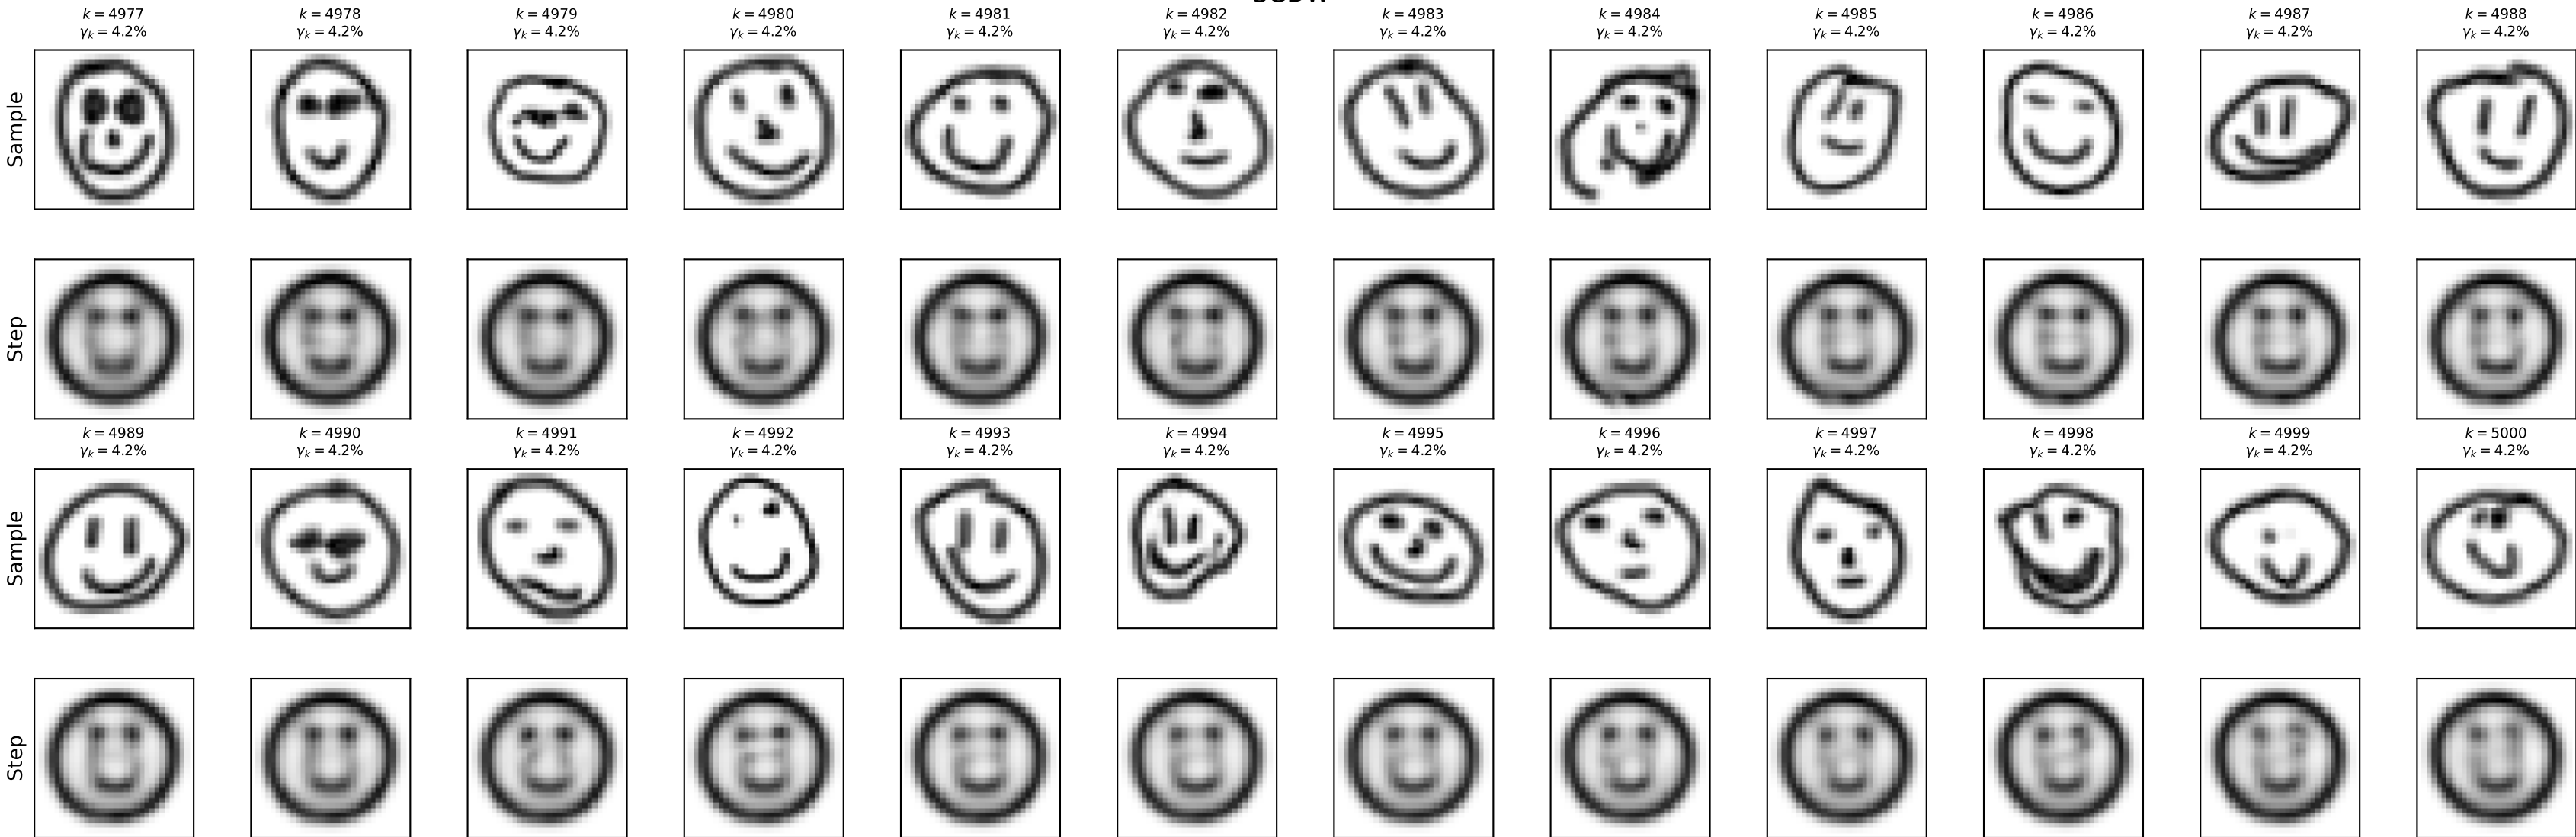 k = 4977 k = 4978 k = 4979 k = 4980 k = 4981 k = 4982 k = 4983 k = 4984 k = 4985 k = 4986 k = 4987 k = 4988
γₖ = 4.2% γₖ = 4.2% γₖ = 4.2% γₖ = 4.2% γₖ = 4.2% γₖ = 4.2% γₖ = 4.2% γₖ = 4.2% γₖ = 4.2% γₖ = 4.2% γₖ = 4.2% γₖ = 4.2%
Sample
Step
k = 4989 k = 4990 k = 4991 k = 4992 k = 4993 k = 4994 k = 4995 k = 4996 k = 4997 k = 4998 k = 4999 k = 5000
γₖ = 4.2% γₖ = 4.2% γₖ = 4.2% γₖ = 4.2% γₖ = 4.2% γₖ = 4.2% γₖ = 4.2% γₖ = 4.2% γₖ = 4.2% γₖ = 4.2% γₖ = 4.2% γₖ = 4.2%
Sample
Step